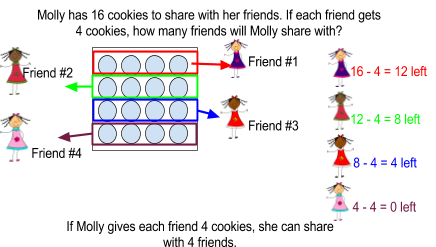 Molly has 16 cookies to share with her friends. If each friend gets
4 cookies, how many friends will Molly share with?
Friend #1
Friend #2
16 - 4 = 12 left
12 - 4 = 8 left
Friend #3
Friend #4
8 - 4 = 4 left
4 - 4 = 0 left
If Molly gives each friend 4 cookies, she can share
with 4 friends.